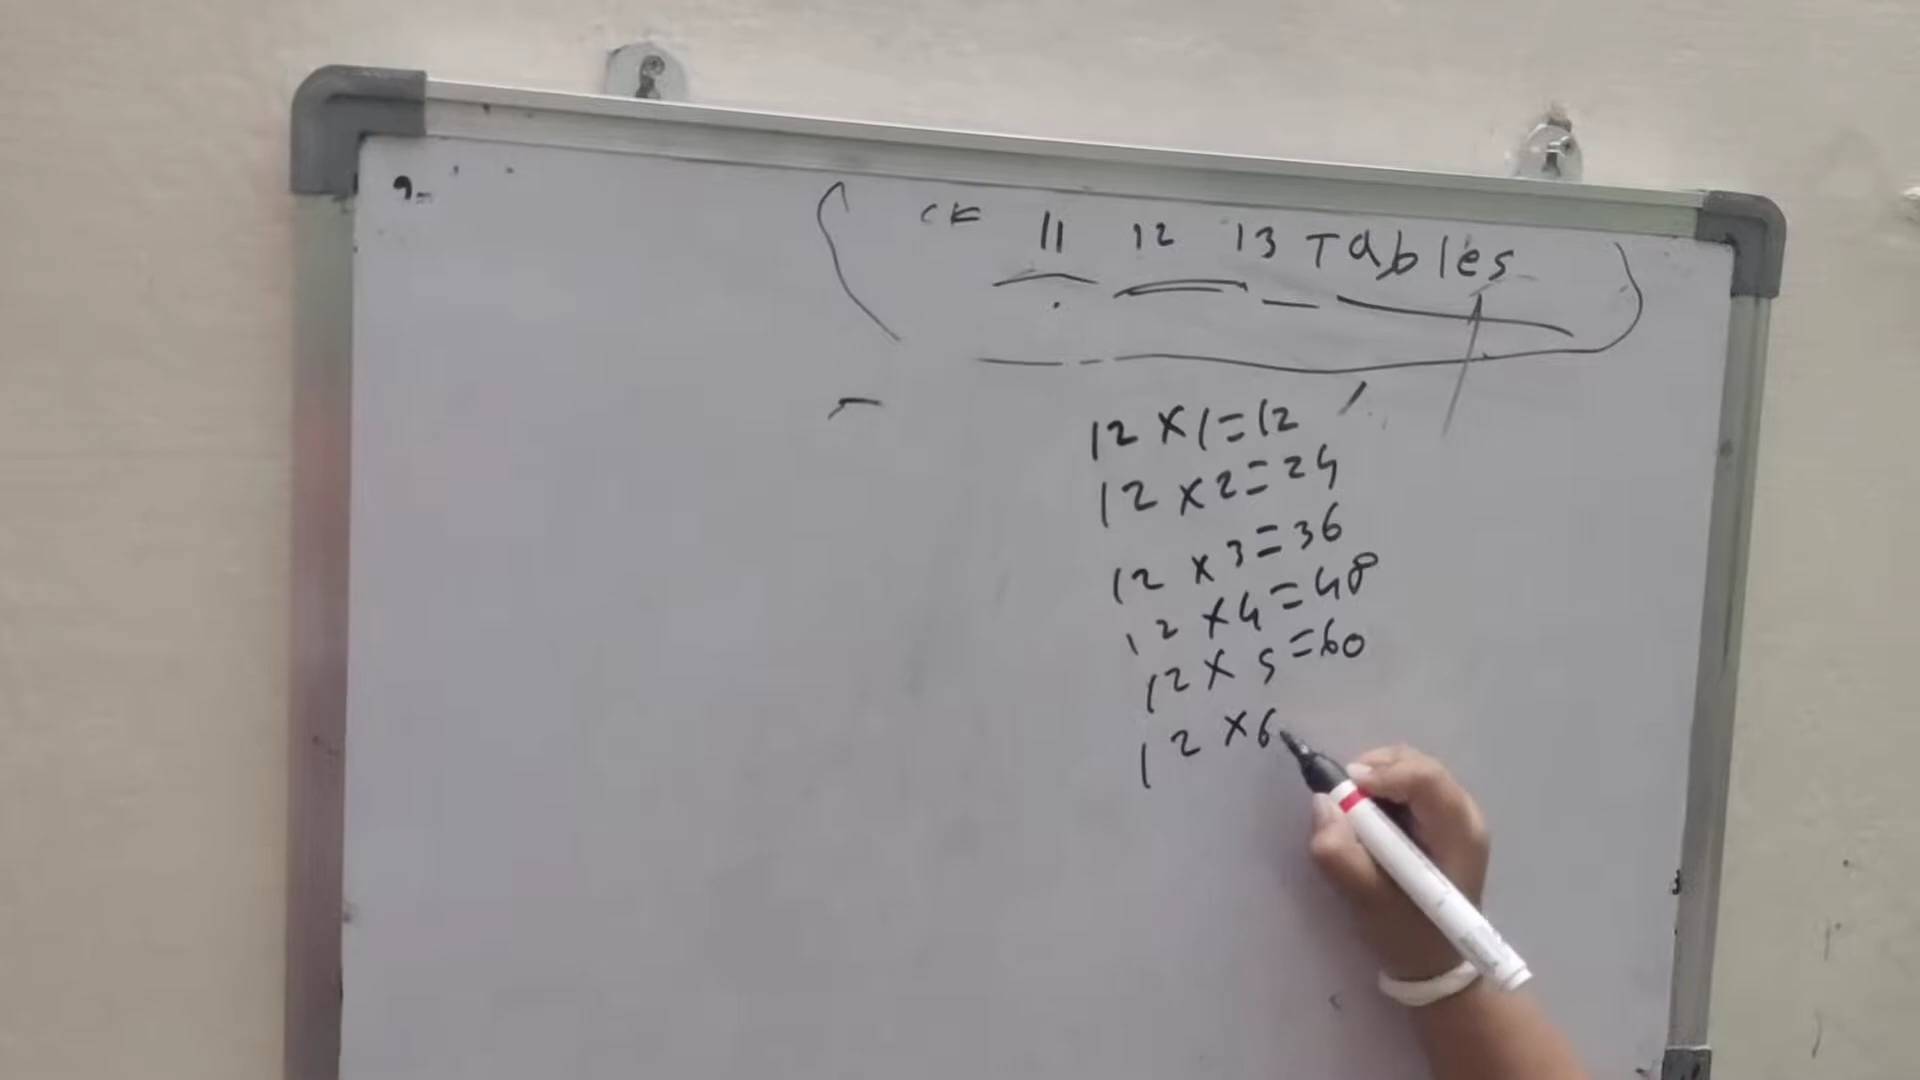 11 12 13 Tables
12 × 1 = 12
12 × 2 = 24
12 × 3 = 36
12 × 4 = 48
12 × 5 = 60
12 × 6